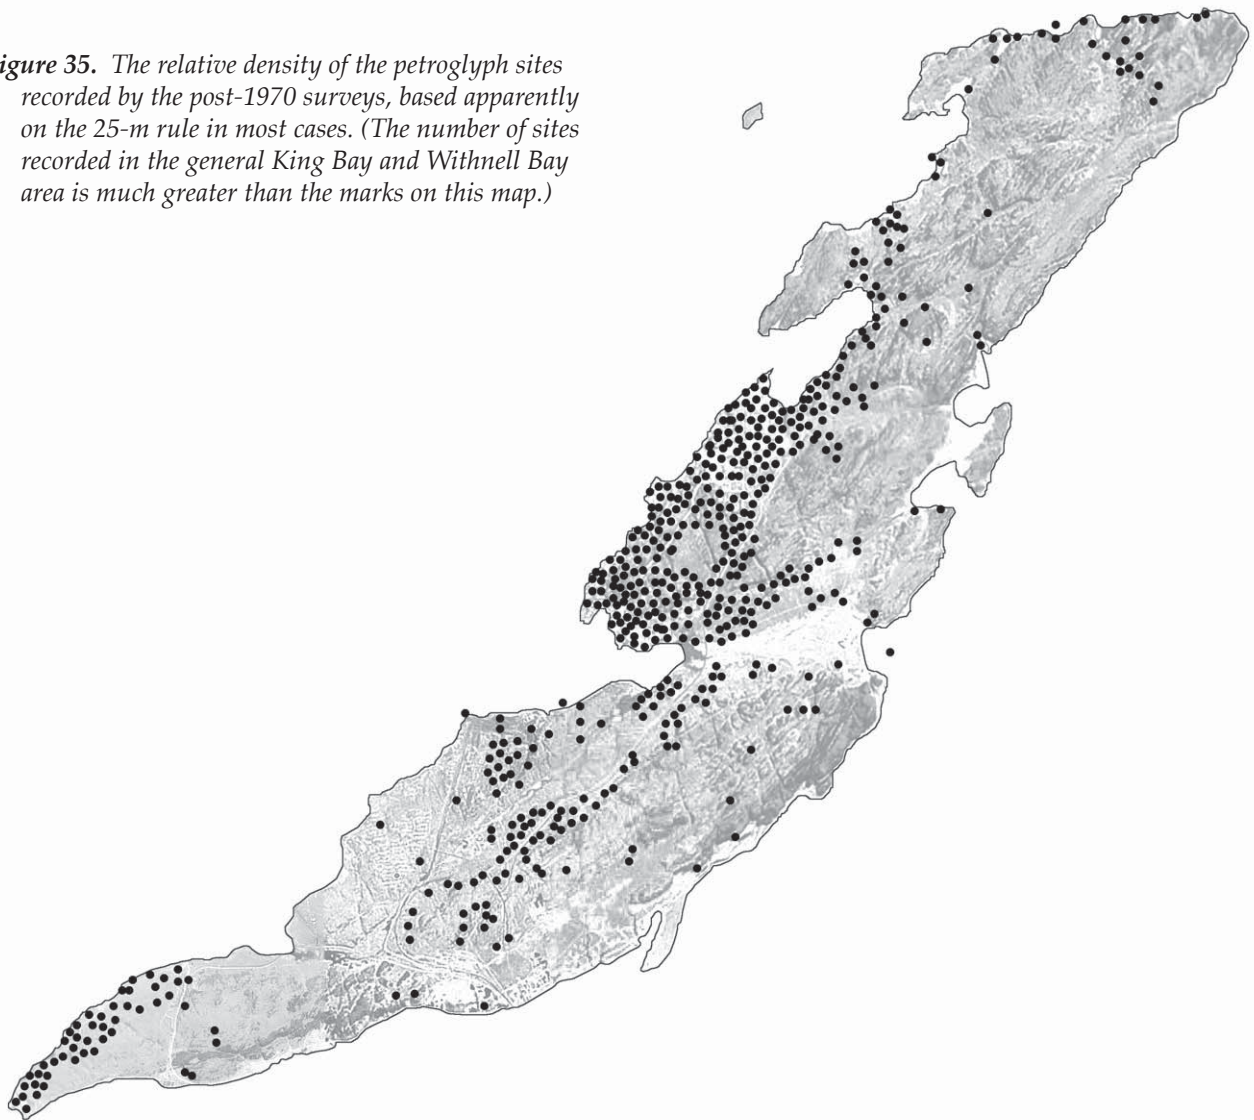 igure 35. The relative density of the petroglyph sites
recorded by the post-1970 surveys, based apparently
on the 25-m rule in most cases. (The number of sites
recorded in the general King Bay and Withnell Bay
area is much greater than the marks on this map.)